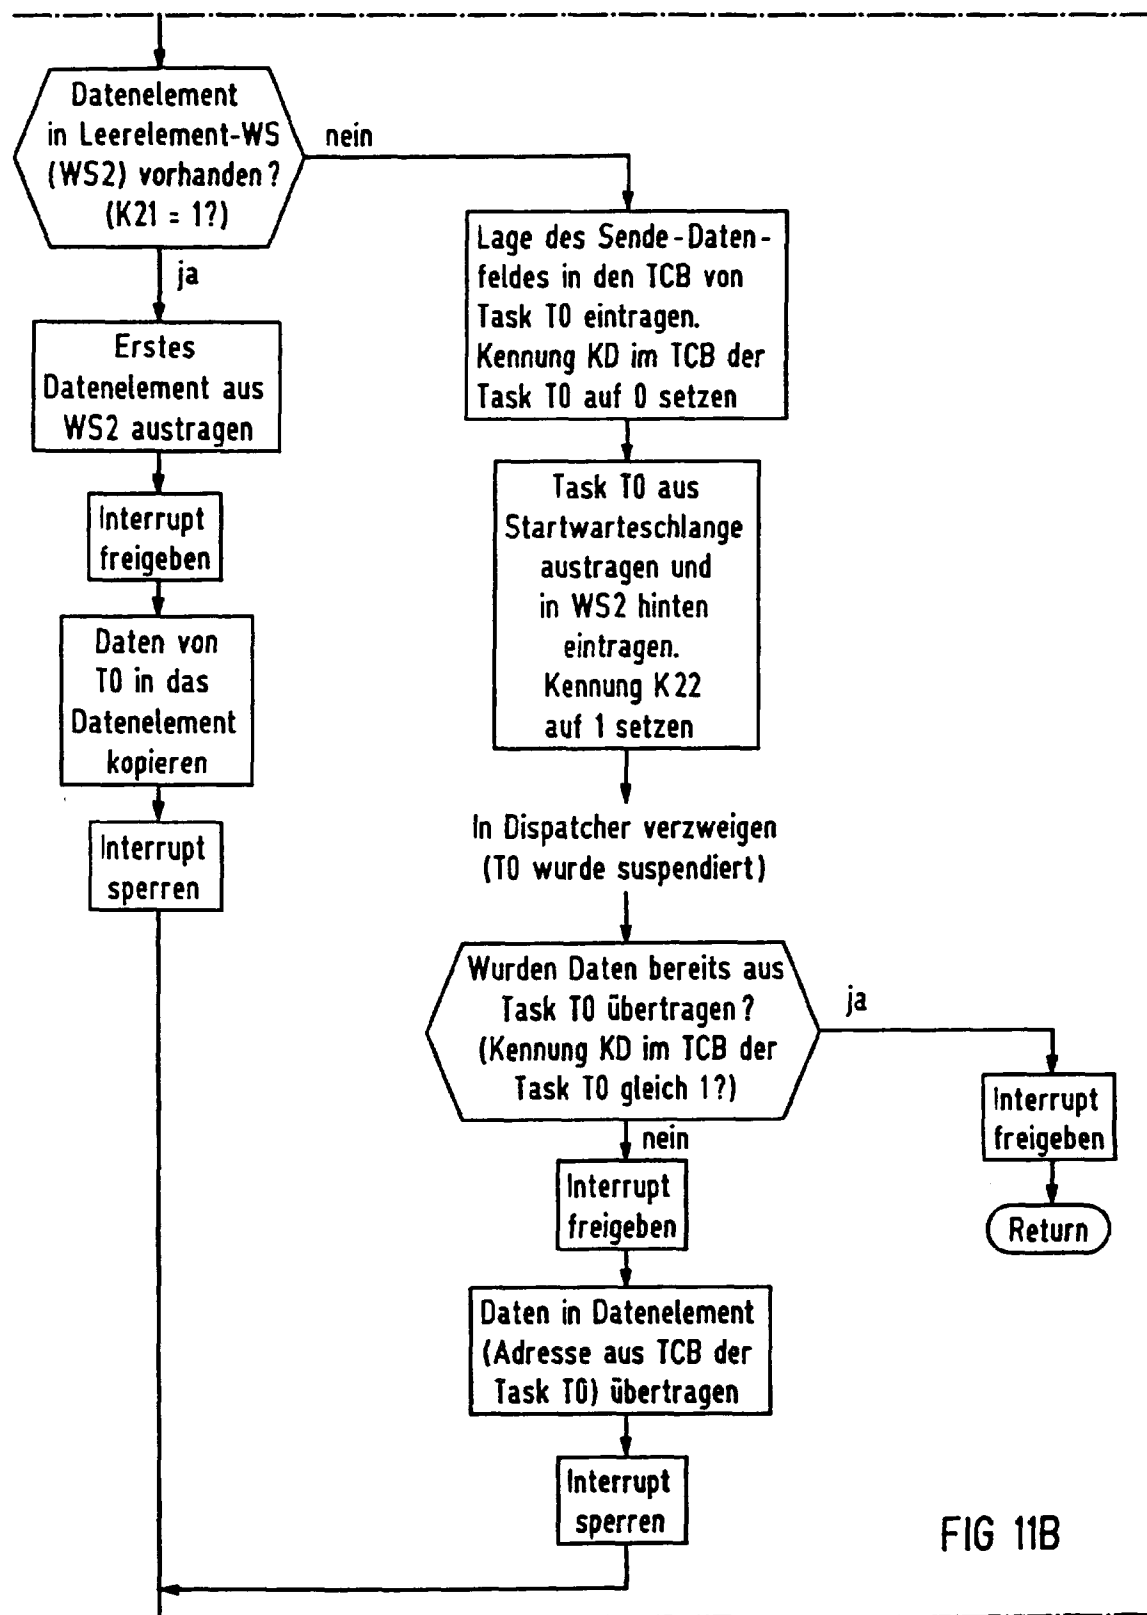 Datenelement
in Leerelement-WS
(WS2) vorhanden?
(K21 = 1?)
nein
ja
Erstes
Datenelement aus
WS2 austragen
Interrupt
freigeben
Daten von
T0 in das
Datenelement
kopieren
Interrupt
sperren
Lage des Sende-Daten-
feldes in den TCB von
Task T0 eintragen.
Kennung KD im TCB der
Task T0 auf 0 setzen
Task T0 aus
Startwarteschlange
austragen und
in WS2 hinten
eintragen.
Kennung K22
auf 1 setzen
In Dispatcher verzweigen
(T0 wurde suspendiert)
Wurden Daten bereits aus
Task T0 übertragen?
(Kennung KD im TCB der
Task T0 gleich 1?)
ja
Interrupt
freigeben
Return
nein
Interrupt
freigeben
Daten in Datenelement
(Adresse aus TCB der
Task T0) übertragen
Interrupt
sperren
FIG 11B